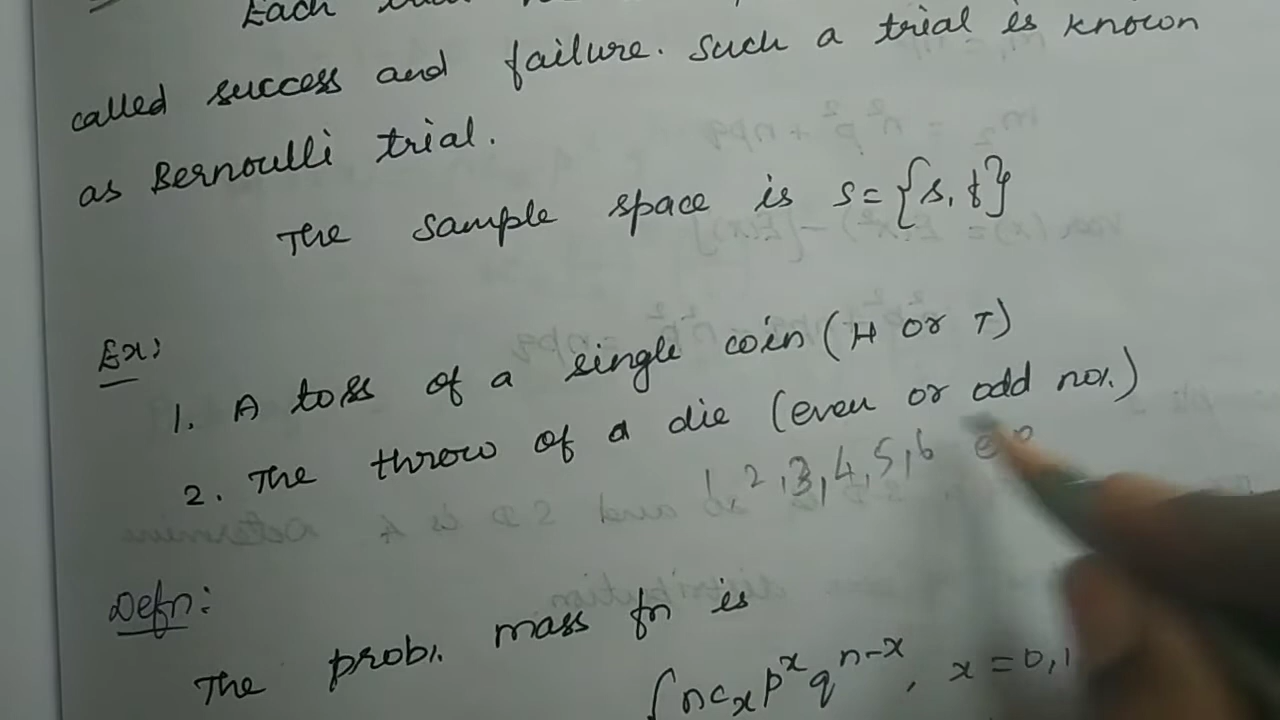 Each
called success and failure. Such a trial is known
as Bernoulli trial.
The sample space is S={s, f}
Ex:
1. A toss of a single coin (H or T)
2. The throw of a die (even or odd no.)
1, 2, 3, 4, 5, 6
Defn:
The prob. mass fn is
{ncₓ pˣ qⁿ⁻ˣ, x=0,1